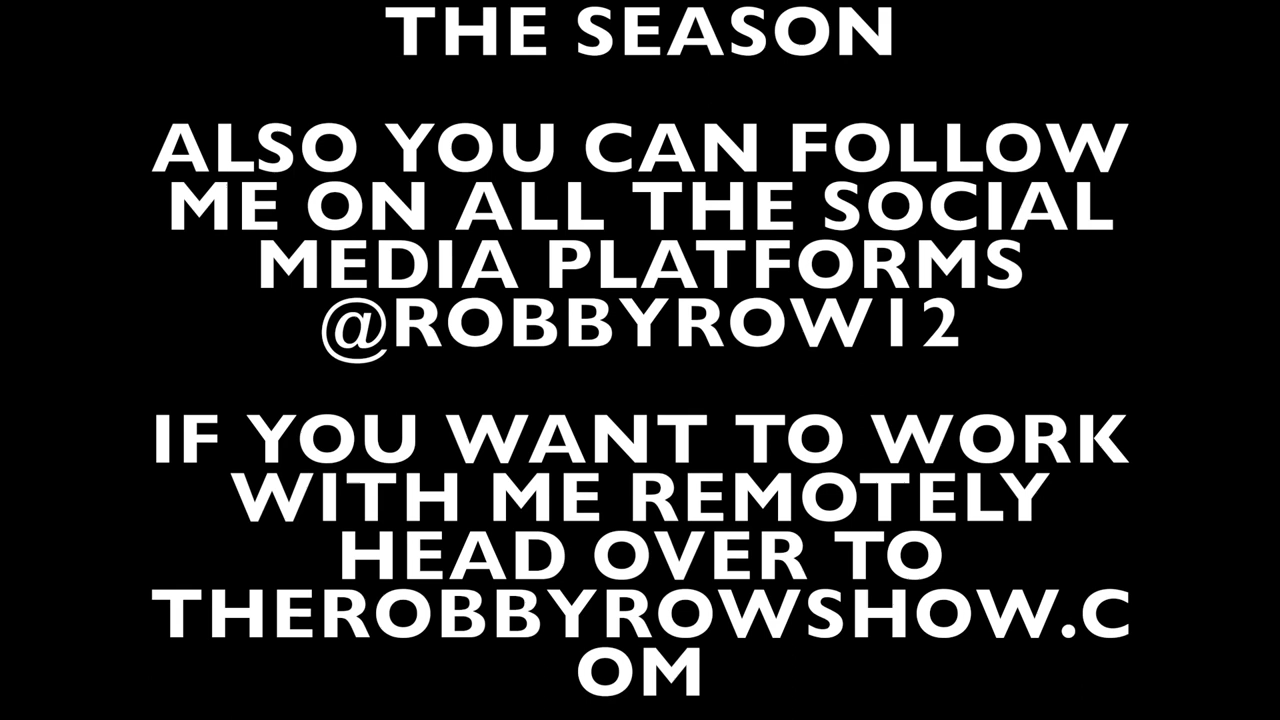 THE SEASON
ALSO YOU CAN FOLLOW
ME ON ALL THE SOCIAL
MEDIA PLATFORMS
@ROBBYROW12
IF YOU WANT TO WORK
WITH ME REMOTELY
HEAD OVER TO
THEROBBYROWSHOW.C
OM